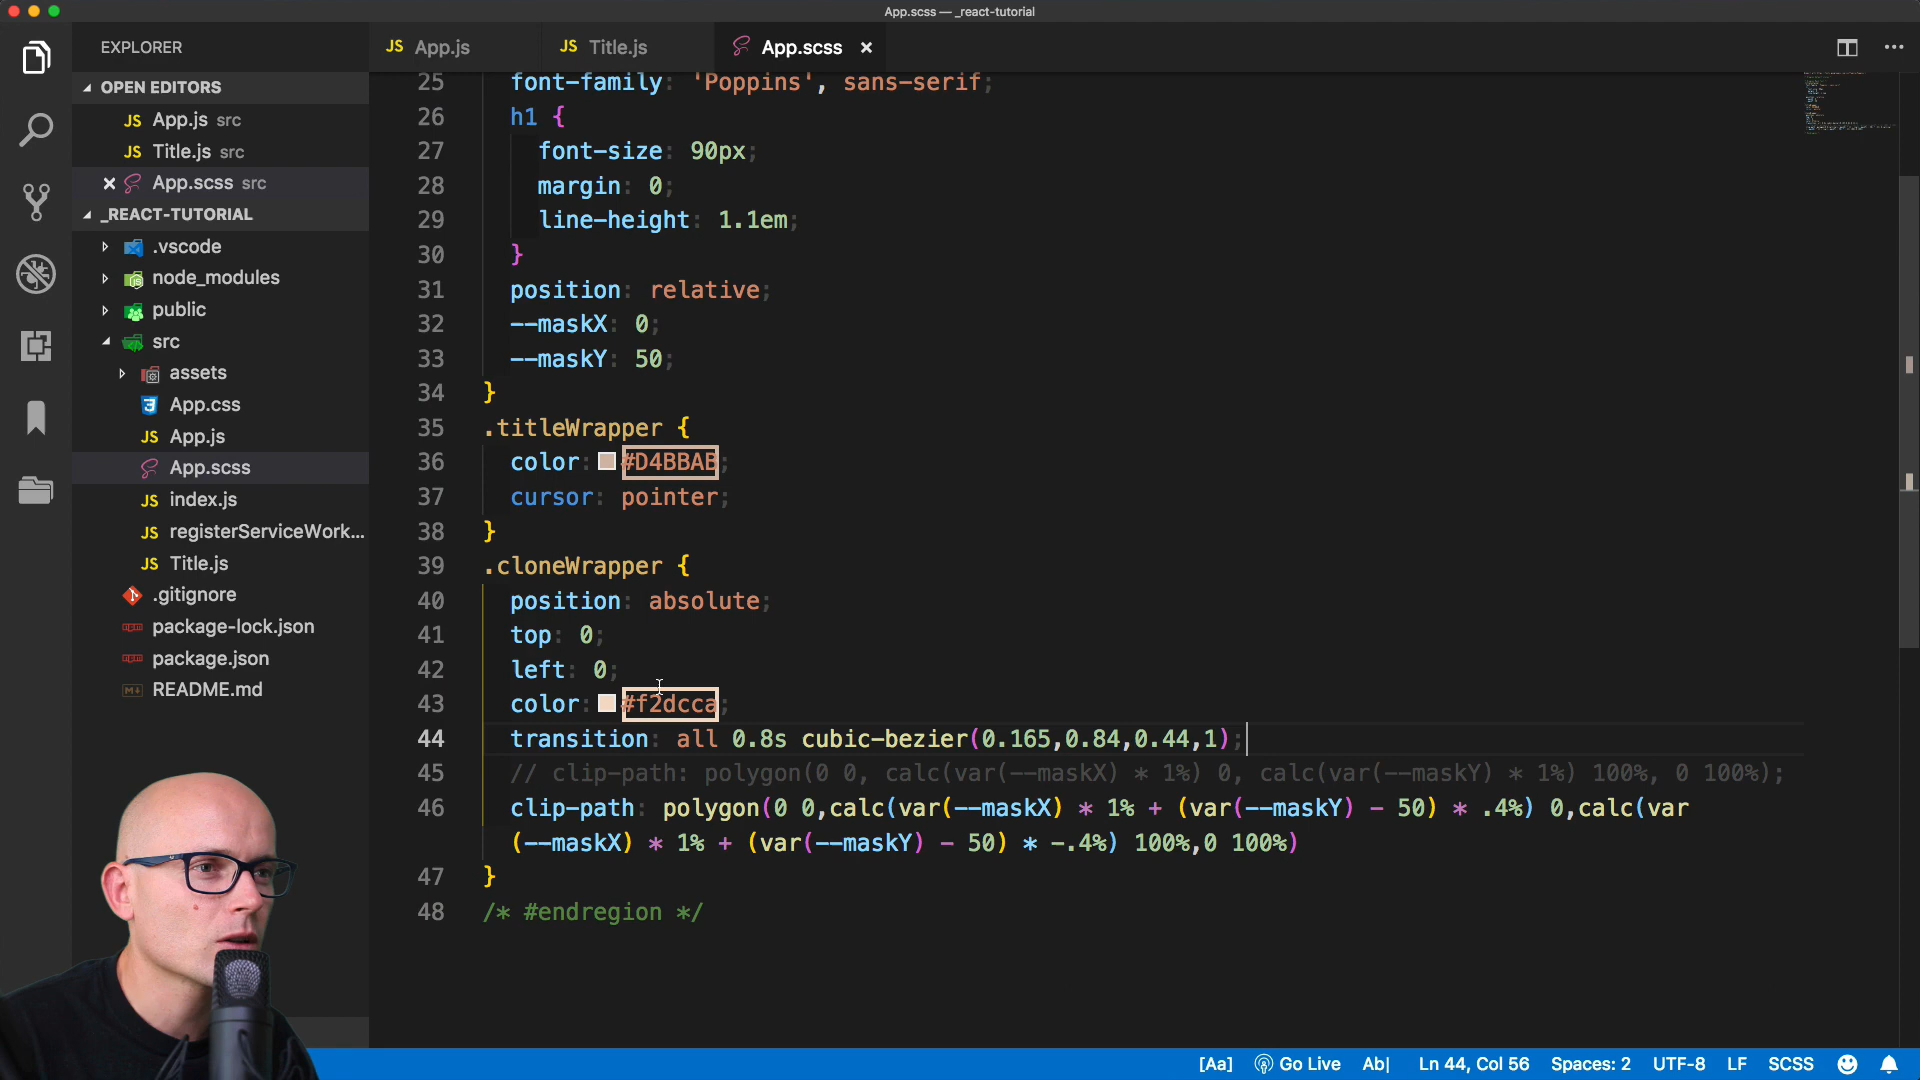 App.scss — _react-tutorial
EXPLORER
OPEN EDITORS
JS App.js src
JS Title.js src
App.scss src
_REACT-TUTORIAL
.vscode
node_modules
public
src
assets
App.css
JS App.js
App.scss
JS index.js
JS registerServiceWork...
JS Title.js
.gitignore
package-lock.json
package.json
README.md
JS App.js
JS Title.js
App.scss
25 font-family: 'Poppins', sans-serif;
26 h1 {
27 font-size: 90px;
28 margin: 0;
29 line-height: 1.1em;
30 }
31 position: relative;
32 --maskX: 0;
33 --maskY: 50;
34 }
35 .titleWrapper {
36 color: #D4BBAB;
37 cursor: pointer;
38 }
39 .cloneWrapper {
40 position: absolute;
41 top: 0;
42 left: 0;
43 color: #f2dcca;
44 transition: all 0.8s cubic-bezier(0.165,0.84,0.44,1);
45 // clip-path: polygon(0 0, calc(var(--maskX) * 1%) 0, calc(var(--maskY) * 1%) 100%, 0 100%);
46 clip-path: polygon(0 0,calc(var(--maskX) * 1% + (var(--maskY) - 50) * .4%) 0,calc(var
(--maskX) * 1% + (var(--maskY) - 50) * -.4%) 100%,0 100%)
47 }
48 /* #endregion */
[Aa] Go Live Ab| Ln 44, Col 56 Spaces: 2 UTF-8 LF SCSS